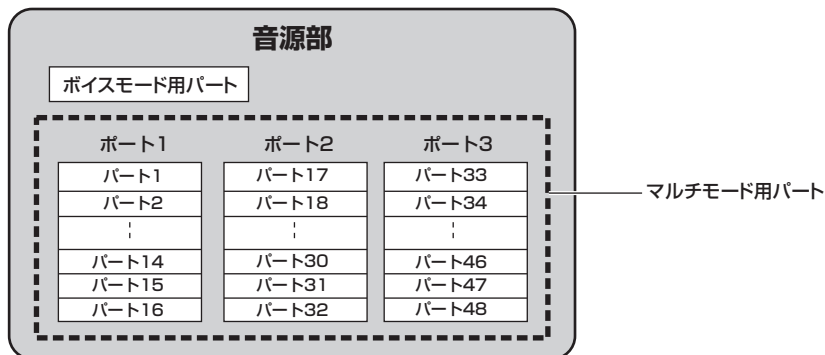 音源部
ボイスモード用パート
ポート1 ポート2 ポート3
パート1 パート17 パート33
パート2 パート18 パート34
パート14 パート30 パート46
パート15 パート31 パート47
パート16 パート32 パート48
マルチモード用パート